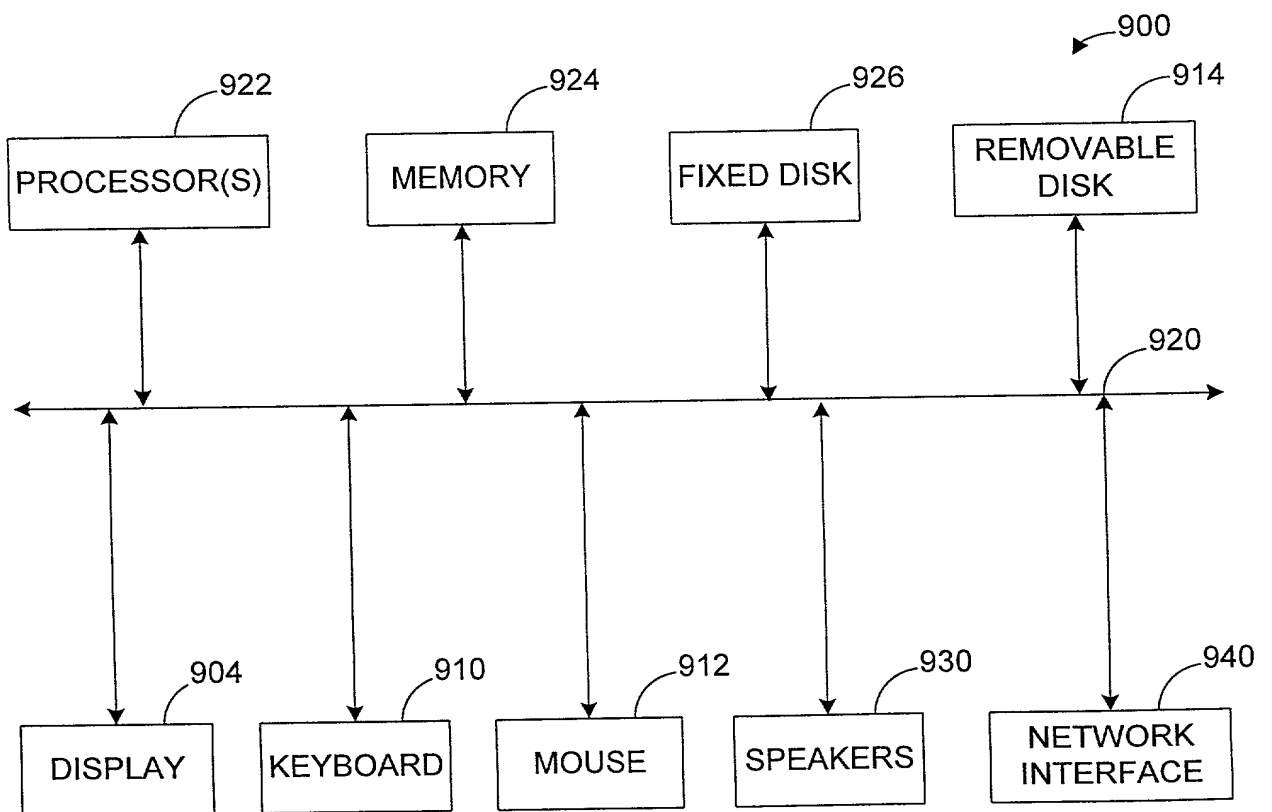 900
922
924
926
914
PROCESSOR(S)
MEMORY
FIXED DISK
REMOVABLE
DISK
920
904
910
912
930
940
DISPLAY
KEYBOARD
MOUSE
SPEAKERS
NETWORK
INTERFACE